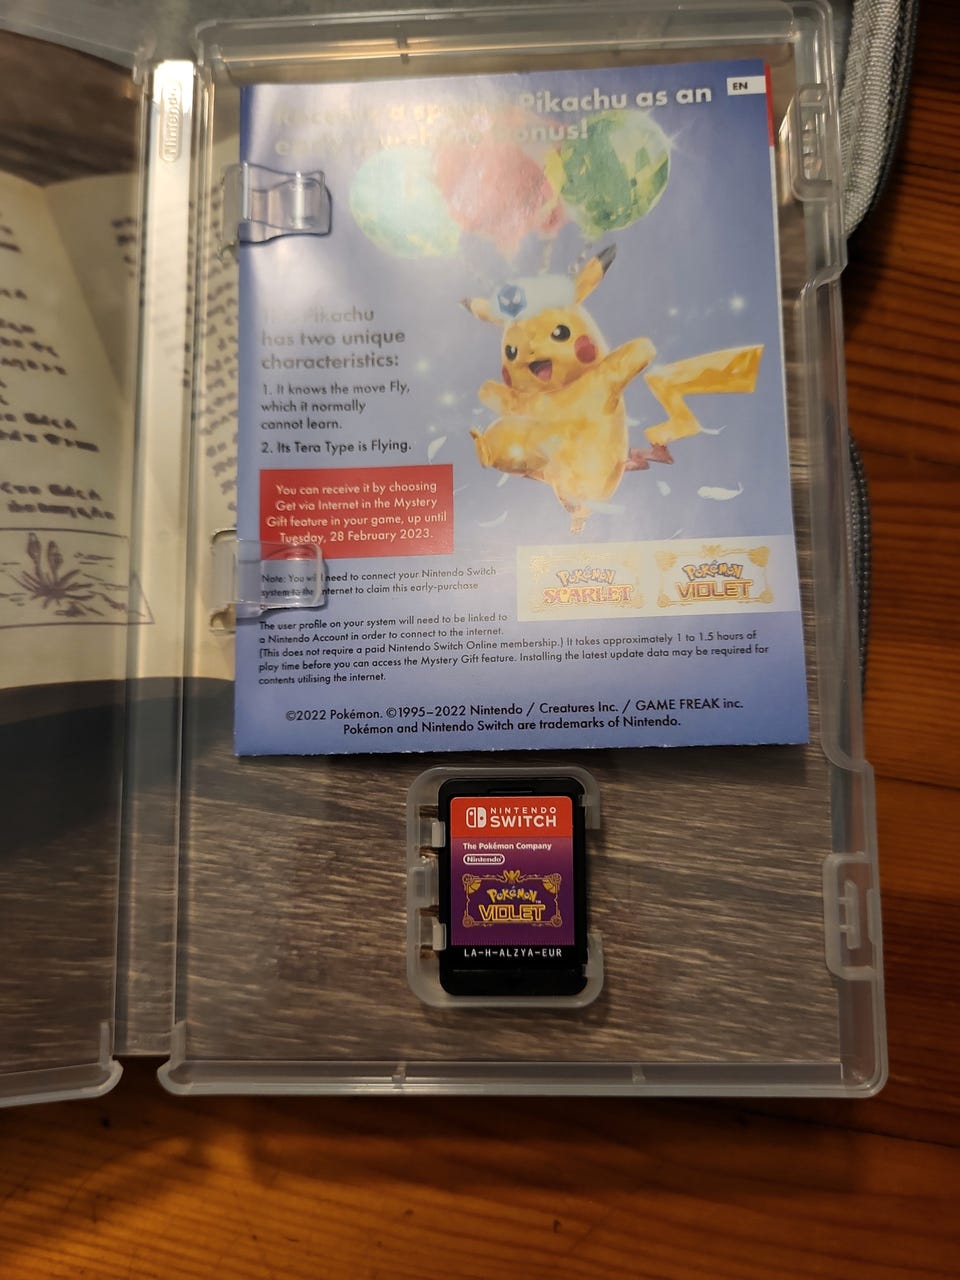 Nintendo
EN
Pikachu as an
bonus!
Pikachu
has two unique
characteristics:
1. It knows the move Fly,
which it normally
cannot learn.
2. Its Tera Type is Flying.
You can receive it by choosing
Get via Internet in the Mystery
Gift feature in your game, up until
Tuesday, 28 February 2023.
Note: You will need to connect your Nintendo Switch
system to the internet to claim this early-purchase
POKÉMON
SCARLET
POKÉMON
VIOLET
The user profile on your system will need to be linked to
a Nintendo Account in order to connect to the internet.
(This does not require a paid Nintendo Switch Online membership.) It takes approximately 1 to 1.5 hours of
play time before you can access the Mystery Gift feature. Installing the latest update data may be required for
contents utilising the internet.
©2022 Pokémon. ©1995–2022 Nintendo / Creatures Inc. / GAME FREAK inc.
Pokémon and Nintendo Switch are trademarks of Nintendo.
NINTENDO
SWITCH
The Pokémon Company
Nintendo
POKÉMON
VIOLET
LA-H-ALZYA-EUR